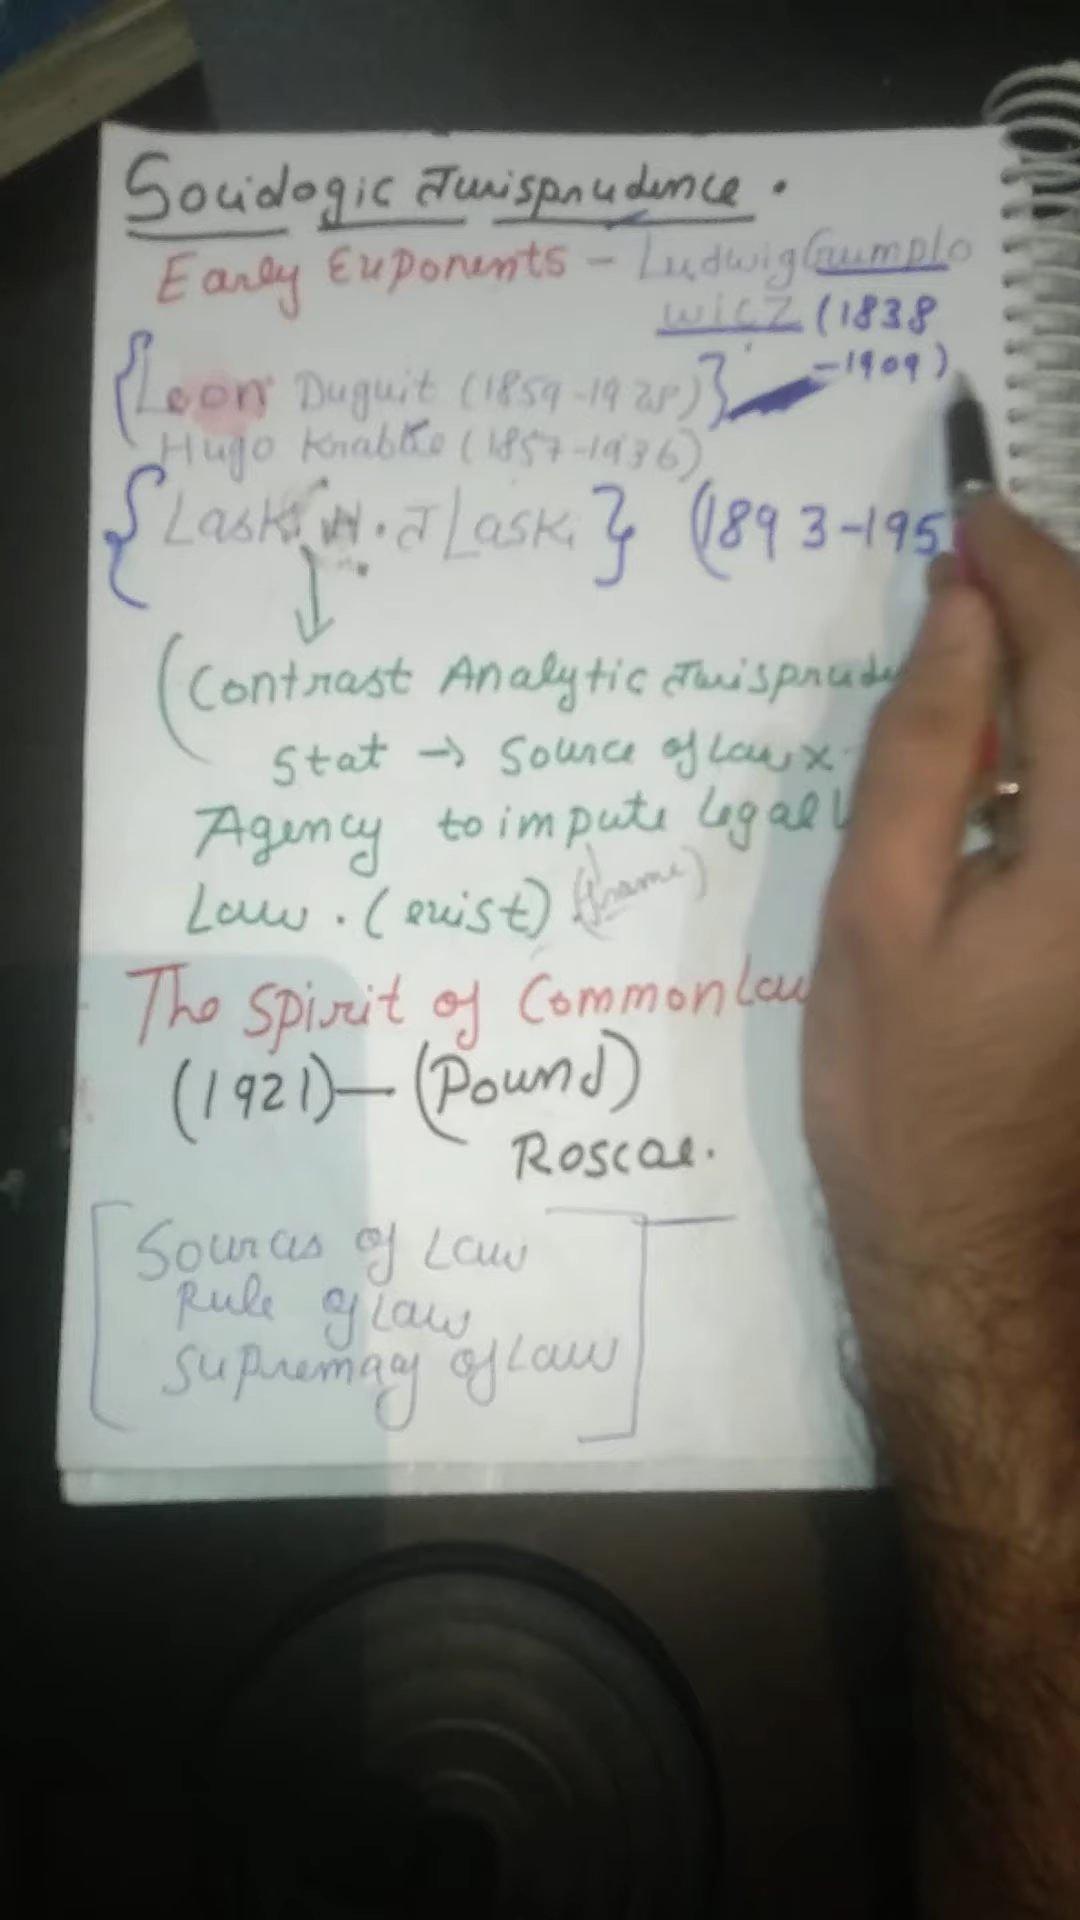 Sociologic Jurisprudence.
Early Exponents - Ludwig Gumplo
wicz (1838
-1909)
{Leon Duguit (1859-1928)}
Hugo Krabbe (1857-1936)
{Laski H. J Laski} (1893-195
(Contrast Analytic Jurisprude
Stat → Source of Law x
Agency to impute legal
Law. (exist) (frame)
The Spirit of Common Law
(1921)-(Pound)
Roscoe.
[Sources of Law
Rule of Law
Supremacy of Law]